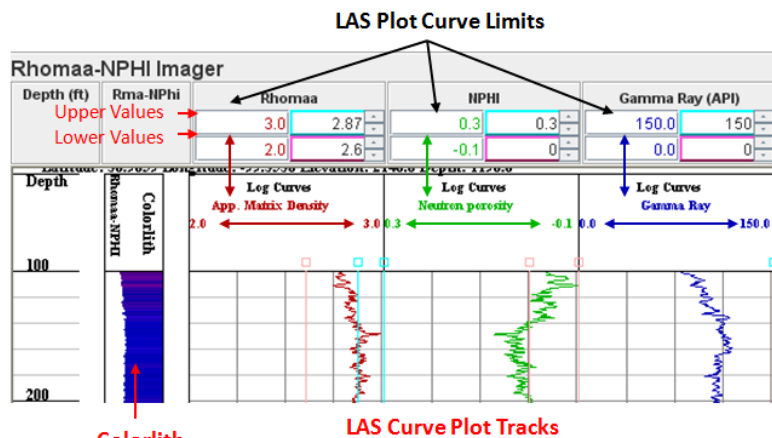 LAS Plot Curve Limits
Rhomaa-NPHI Imager
Depth (ft) Rma-NPhi Rhomaa NPHI Gamma Ray (API)
Upper Values 3.0 2.87 0.3 0.3 150.0 150
Lower Values 2.0 2.6 -0.1 0 0.0 0
Depth
Rhomaa-NPHI
Colorlith
Log Curves Log Curves Log Curves
App. Matrix Density Neutron porosity Gamma Ray
2.0 3.0 0.3 -0.1 0.0 150.0
100
200
LAS Curve Plot Tracks
Colorlith